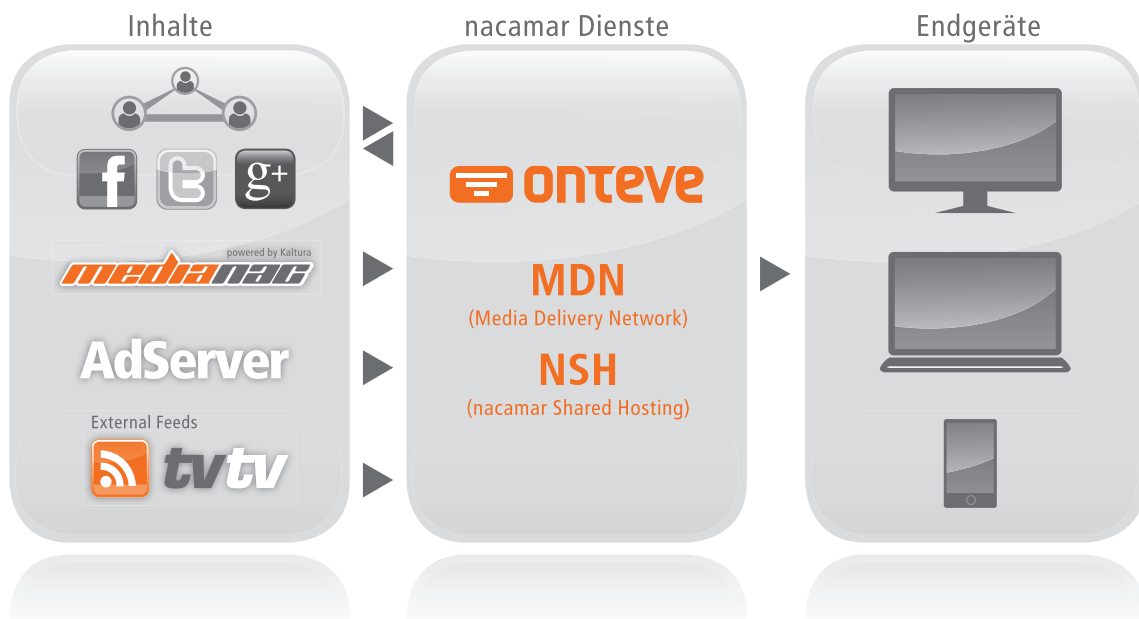 Inhalte
f t g+
powered by Kaltura
medianac
AdServer
External Feeds
tvtv
nacamar Dienste
onteve
MDN
(Media Delivery Network)
NSH
(nacamar Shared Hosting)
Endgeräte